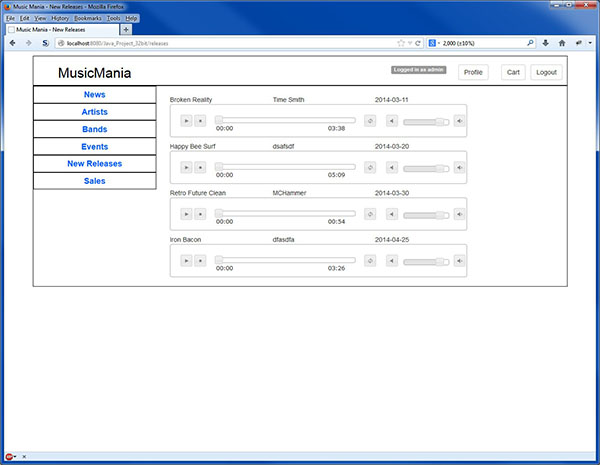 Music Mania - New Releases - Mozilla Firefox
File Edit View History Bookmarks Tools Help
Music Mania - New Releases
localhost:8080/Java_Project_32bit/releases
2,000 (±10%)
MusicMania
Logged in as admin
Profile
Cart
Logout
News
Artists
Bands
Events
New Releases
Sales
Broken Reality Time Smith 2014-03-11
00:00 03:38
Happy Bee Surf dsafsdf 2014-03-20
00:00 05:09
Retro Future Clean MCHammer 2014-03-30
00:00 00:54
Iron Bacon dfasdfa 2014-04-25
00:00 03:26